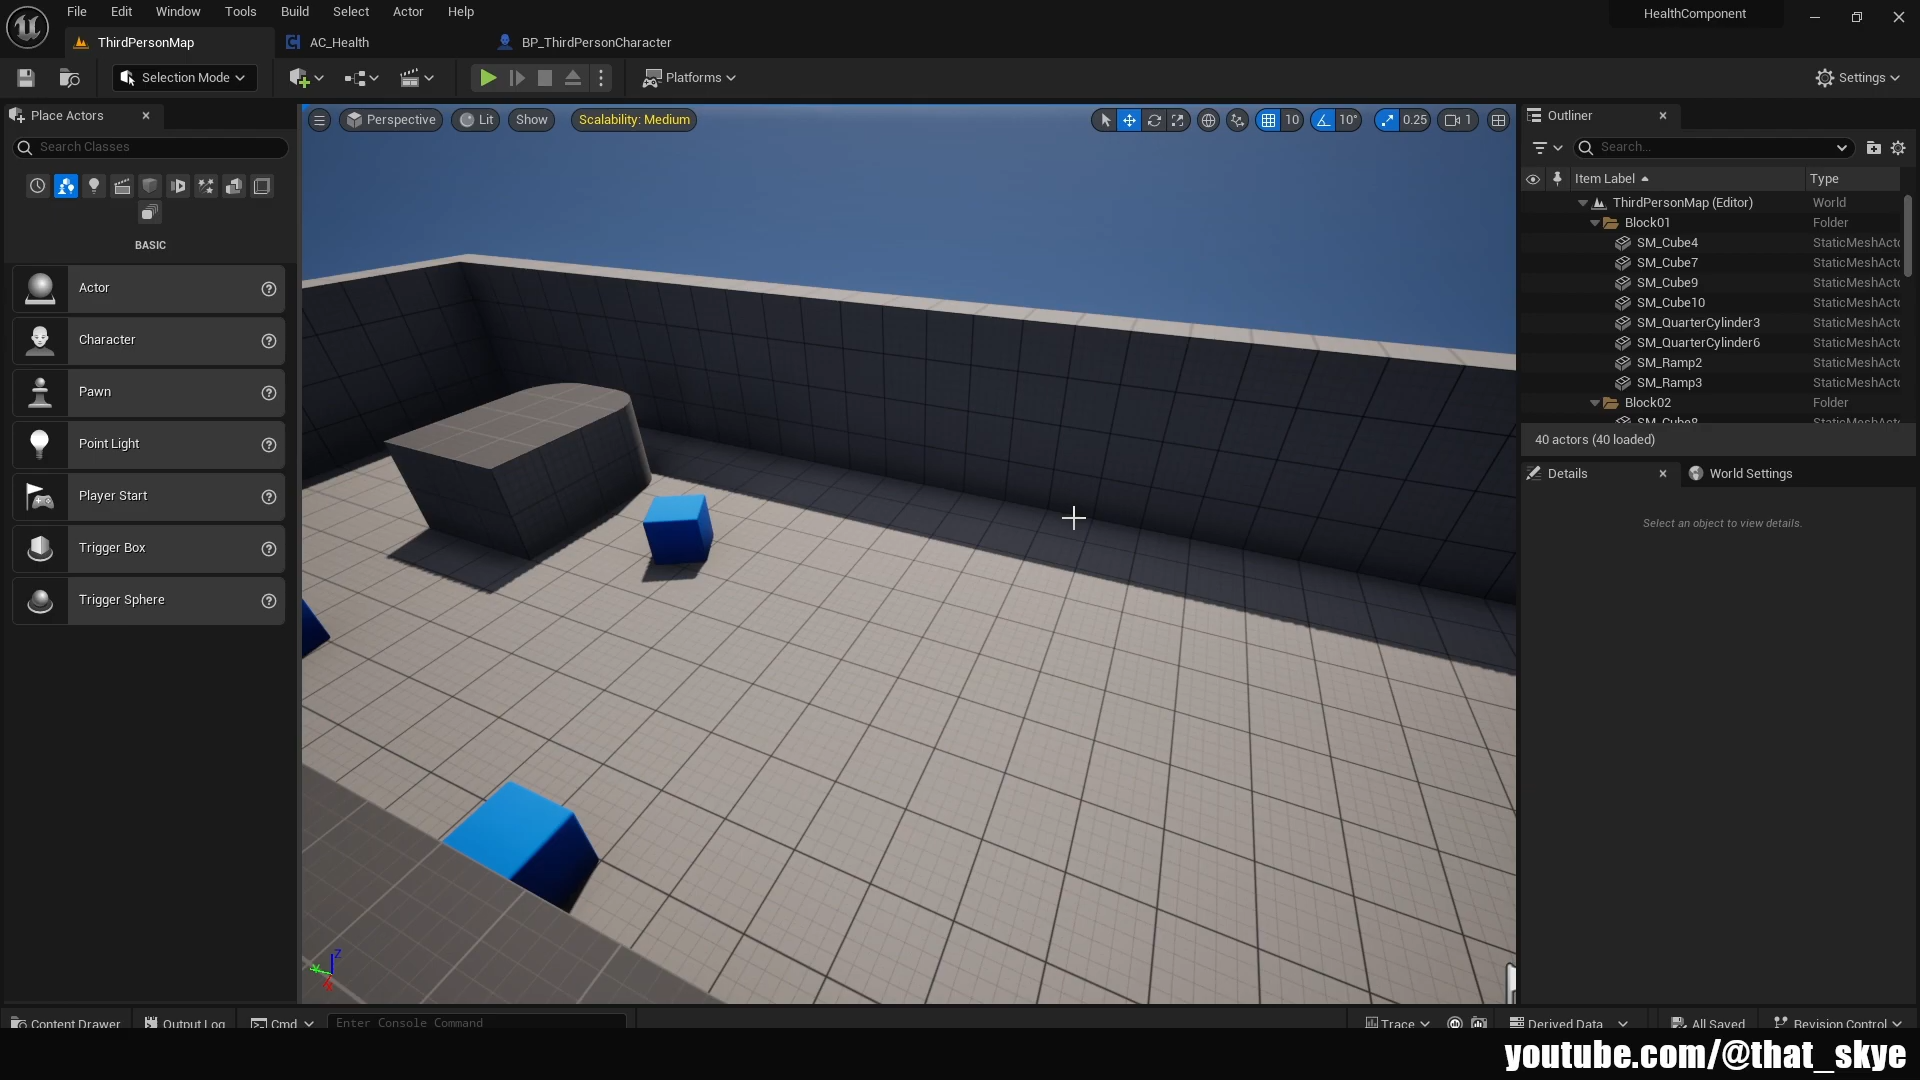 File Edit Window Tools Build Select Actor Help
HealthComponent
ThirdPersonMap
AC_Health
BP_ThirdPersonCharacter
Selection Mode
Platforms
Settings
Place Actors
Search Classes
BASIC
Actor
Character
Pawn
Point Light
Player Start
Trigger Box
Trigger Sphere
Perspective
Lit
Show
Scalability: Medium
10
10°
0.25
1
Z
Y
X
Outliner
Search...
Item Label
Type
ThirdPersonMap (Editor) World
Block01 Folder
SM_Cube4 StaticMeshActo
SM_Cube7 StaticMeshActo
SM_Cube9 StaticMeshActo
SM_Cube10 StaticMeshActo
SM_QuarterCylinder3 StaticMeshActo
SM_QuarterCylinder6 StaticMeshActo
SM_Ramp2 StaticMeshActo
SM_Ramp3 StaticMeshActo
Block02 Folder
SM_Cube8 StaticMeshActo
40 actors (40 loaded)
Details
World Settings
Select an object to view details.
Content Drawer
Output Log
Cmd
Enter Console Command
Trace
Derived Data
All Saved
Revision Control
youtube.com/@that_skye